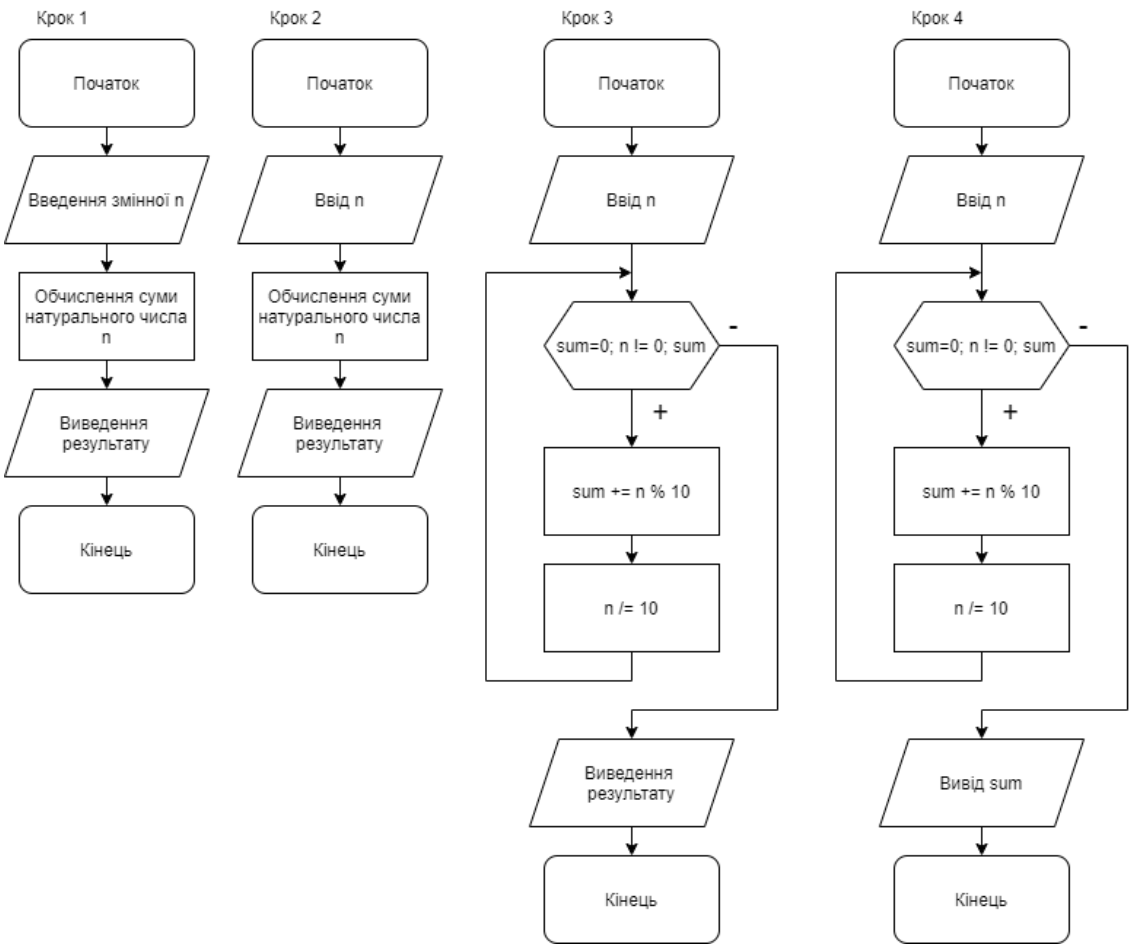 Крок 1
Початок
Введення змінної n
Обчислення суми
натурального числа
n
Виведення
результату
Кінець
Крок 2
Початок
Ввід n
Обчислення суми
натурального числа
n
Виведення
результату
Кінець
Крок 3
Початок
Ввід n
sum=0; n != 0; sum
-
+
sum += n % 10
n /= 10
Виведення
результату
Кінець
Крок 4
Початок
Ввід n
sum=0; n != 0; sum
-
+
sum += n % 10
n /= 10
Вивід sum
Кінець